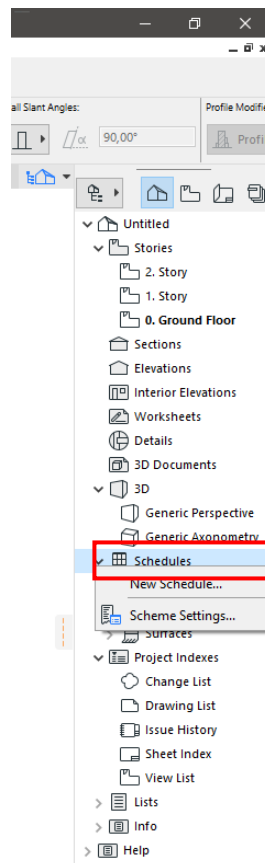 all Slant Angles:
Profile Modifie
α
90,00°
Profi
Untitled
Stories
2. Story
1. Story
0. Ground Floor
Sections
Elevations
Interior Elevations
Worksheets
Details
3D Documents
3D
Generic Perspective
Generic Axonometry
Schedules
New Schedule...
Scheme Settings...
Surfaces
Project Indexes
Change List
Drawing List
Issue History
Sheet Index
View List
Lists
Info
Help